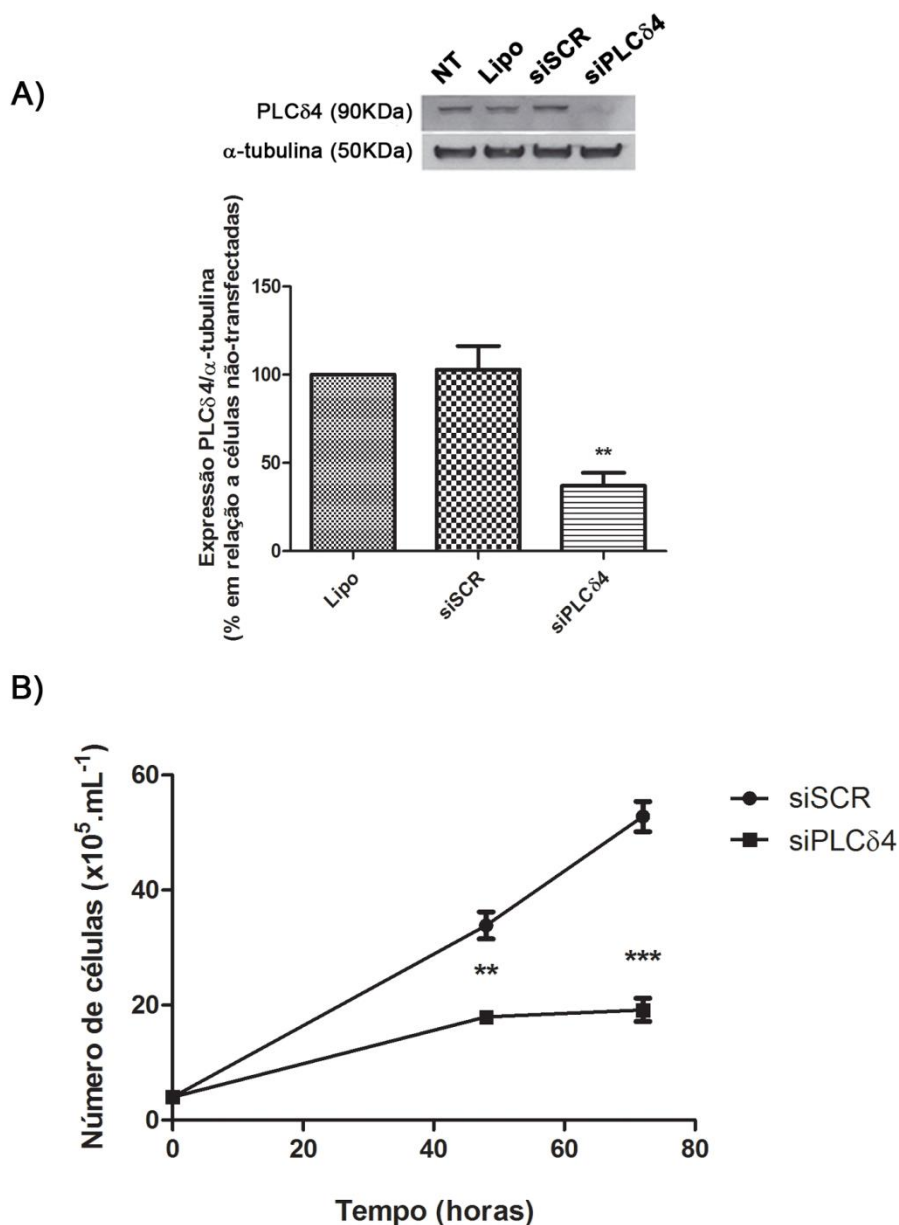 A)
NT Lipo siSCR siPLCδ4
PLCδ4 (90KDa)
α-tubulina (50KDa)
Expressão PLCδ4/α-tubulina
(% em relação a células não-transfectadas)
150
100
50
0
**
Lipo siSCR siPLCδ4
B)
Número de células (x10⁵.mL⁻¹)
60
40
20
0
** ***
siSCR
siPLCδ4
0 20 40 60 80
Tempo (horas)